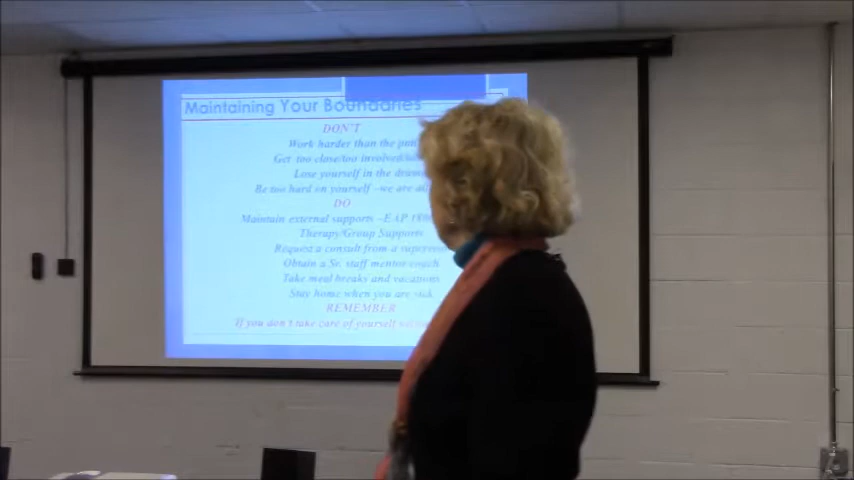 Maintaining Your Boundaries
DON'T
Work harder than the
Get too close/too involved
Lose yourself in the
Be too hard on yourself - we are
DO
Maintain external supports - EAP
Therapy/Group Supports
Request a consult from a
Obtain a Sr. staff mentor coach
Take meal breaks and vacations
Stay home when you are sick
REMEMBER
If you don't take care of yourself